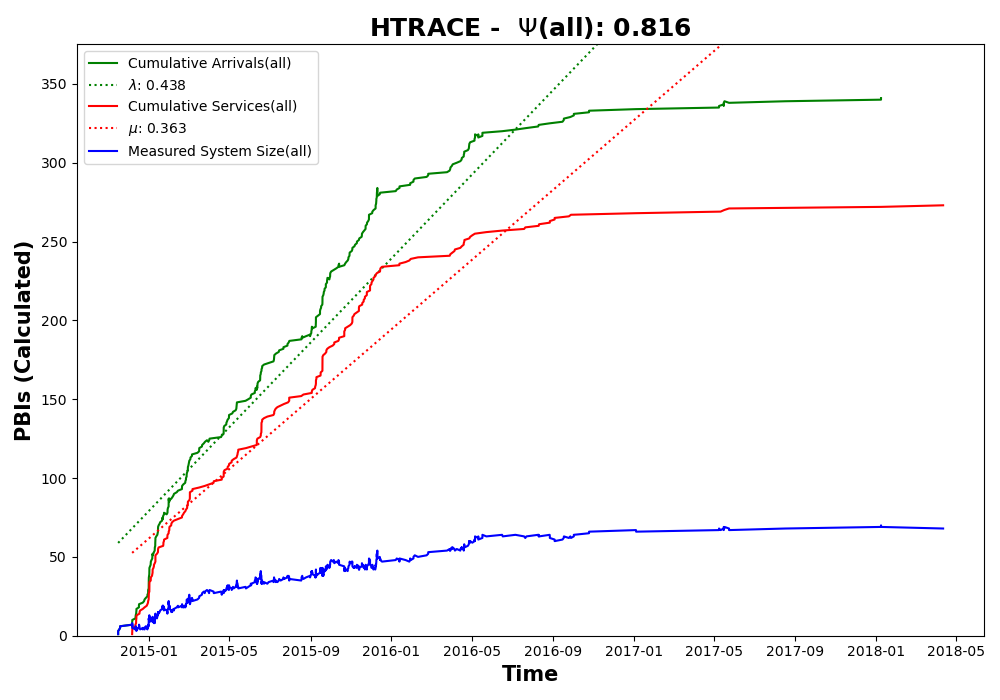 HTRACE - Ψ(all): 0.816
Cumulative Arrivals(all)
λ: 0.438
Cumulative Services(all)
μ: 0.363
Measured System Size(all)
PBIs (Calculated)
350
300
250
200
150
100
50
0
2015-01 2015-05 2015-09 2016-01 2016-05 2016-09 2017-01 2017-05 2017-09 2018-01 2018-05
Time